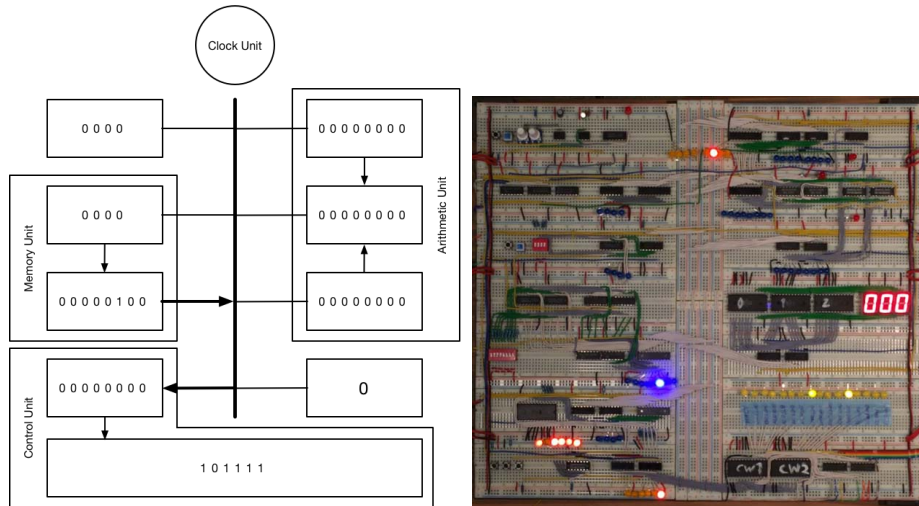 Clock Unit
0 0 0 0
0 0 0 0 0 0 0 0
Memory Unit
0 0 0 0
0 0 0 0 0 0 0 0
Arithmetic Unit
0 0 0 0 0 1 0 0
0 0 0 0 0 0 0 0
Control Unit
0 0 0 0 0 0 0 0
0
1 0 1 1 1 1
0 1 2
000
CW1 CW2